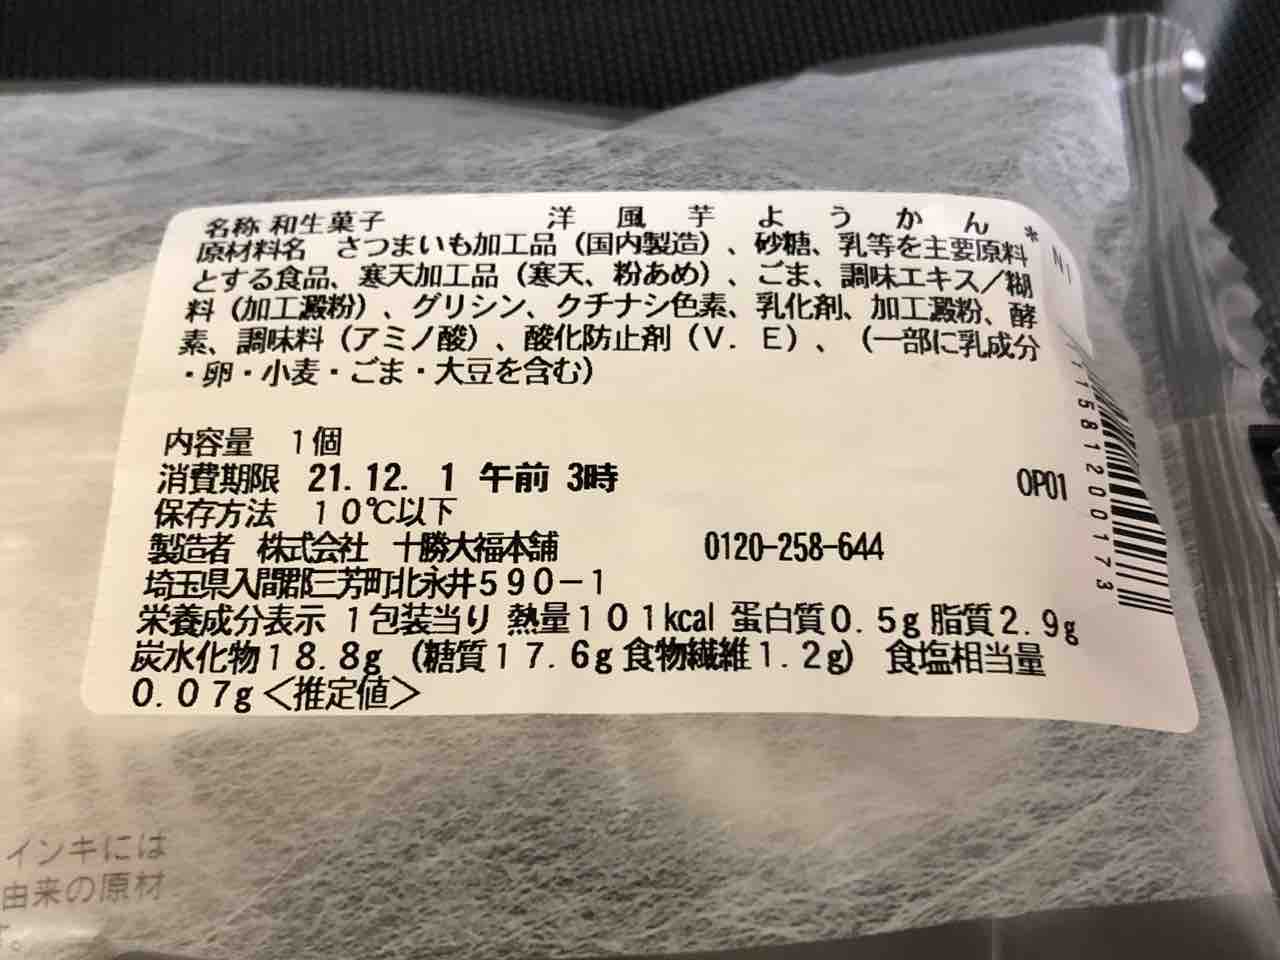 名称 和生菓子 洋風芋ようかん*
原材料名 さつまいも加工品（国内製造）、砂糖、乳等を主要原料
とする食品、寒天加工品（寒天、粉あめ）、ごま、調味エキス／糊
料（加工澱粉）、グリシン、クチナシ色素、乳化剤、加工澱粉、酵
素、調味料（アミノ酸）、酸化防止剤（V．E）、（一部に乳成分
・卵・小麦・ごま・大豆を含む）
内容量 1個
消費期限 21.12. 1 午前 3時 OP01
保存方法 10℃以下
製造者 株式会社 十勝大福本舗 0120-258-644
埼玉県入間郡三芳町北永井590－1
栄養成分表示 1包装当り 熱量101kcal 蛋白質0.5g 脂質2.9g
炭水化物18.8g （糖質17.6g 食物繊維1.2g） 食塩相当量
0.07g＜推定値＞
インキには
由来の原材